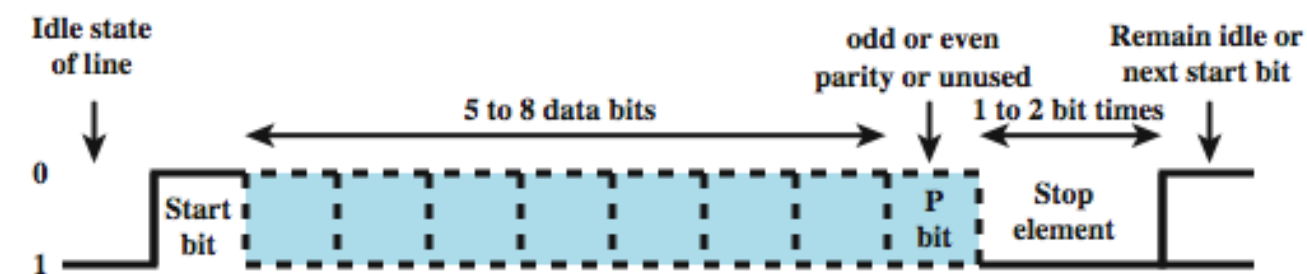 Idle state
of line
odd or even
parity or unused
Remain idle or
next start bit
5 to 8 data bits
1 to 2 bit times
0
Start
bit
P
bit
Stop
element
1